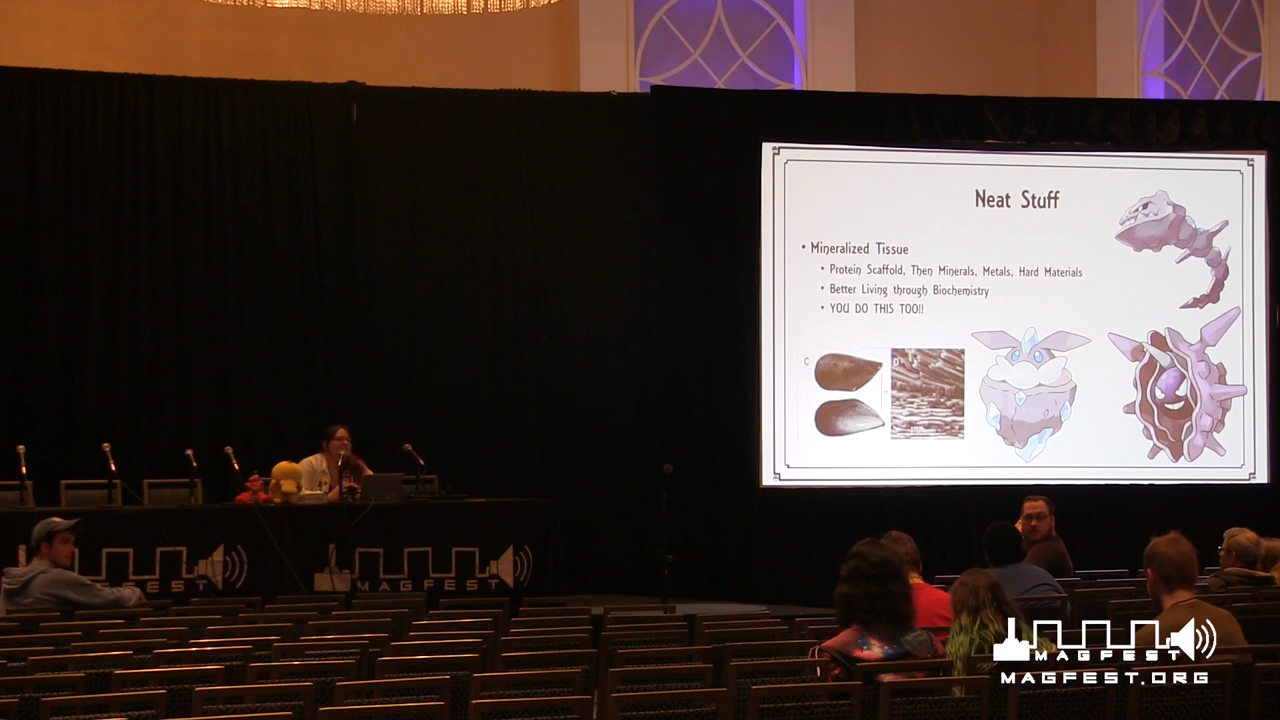 Neat Stuff
• Mineralized Tissue
• Protein Scaffold, Then Minerals, Metals, Hard Materials
• Better Living through Biochemistry
• YOU DO THIS TOO!!
C D
MAGFEST
MAGFEST
MAGFEST
MAGFEST.ORG